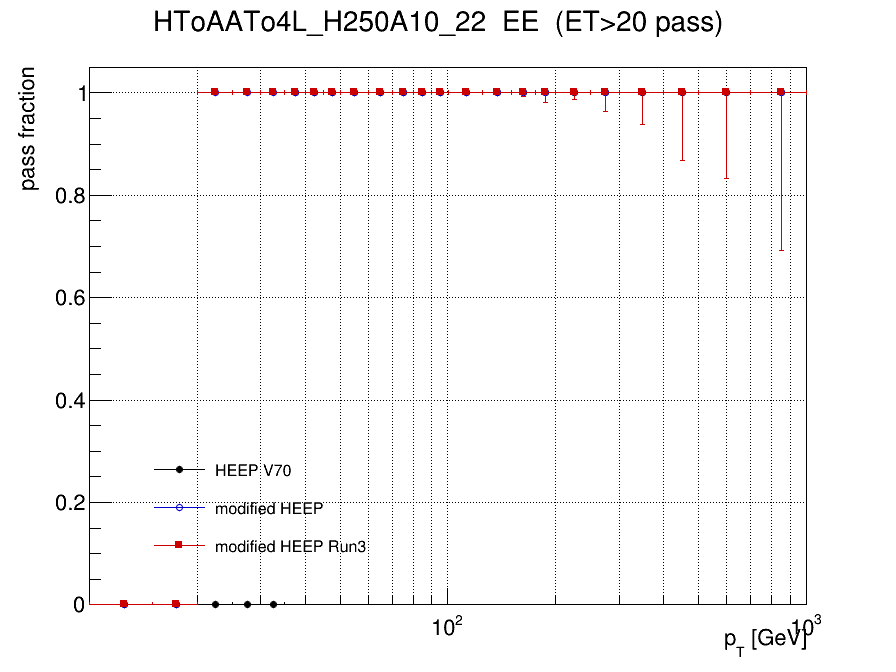 HToAATo4L_H250A10_22 EE (ET>20 pass)
pass fraction
1
0.8
0.6
0.4
0.2
0
HEEP V70
modified HEEP
modified HEEP Run3
10²
10³
p_T [GeV]